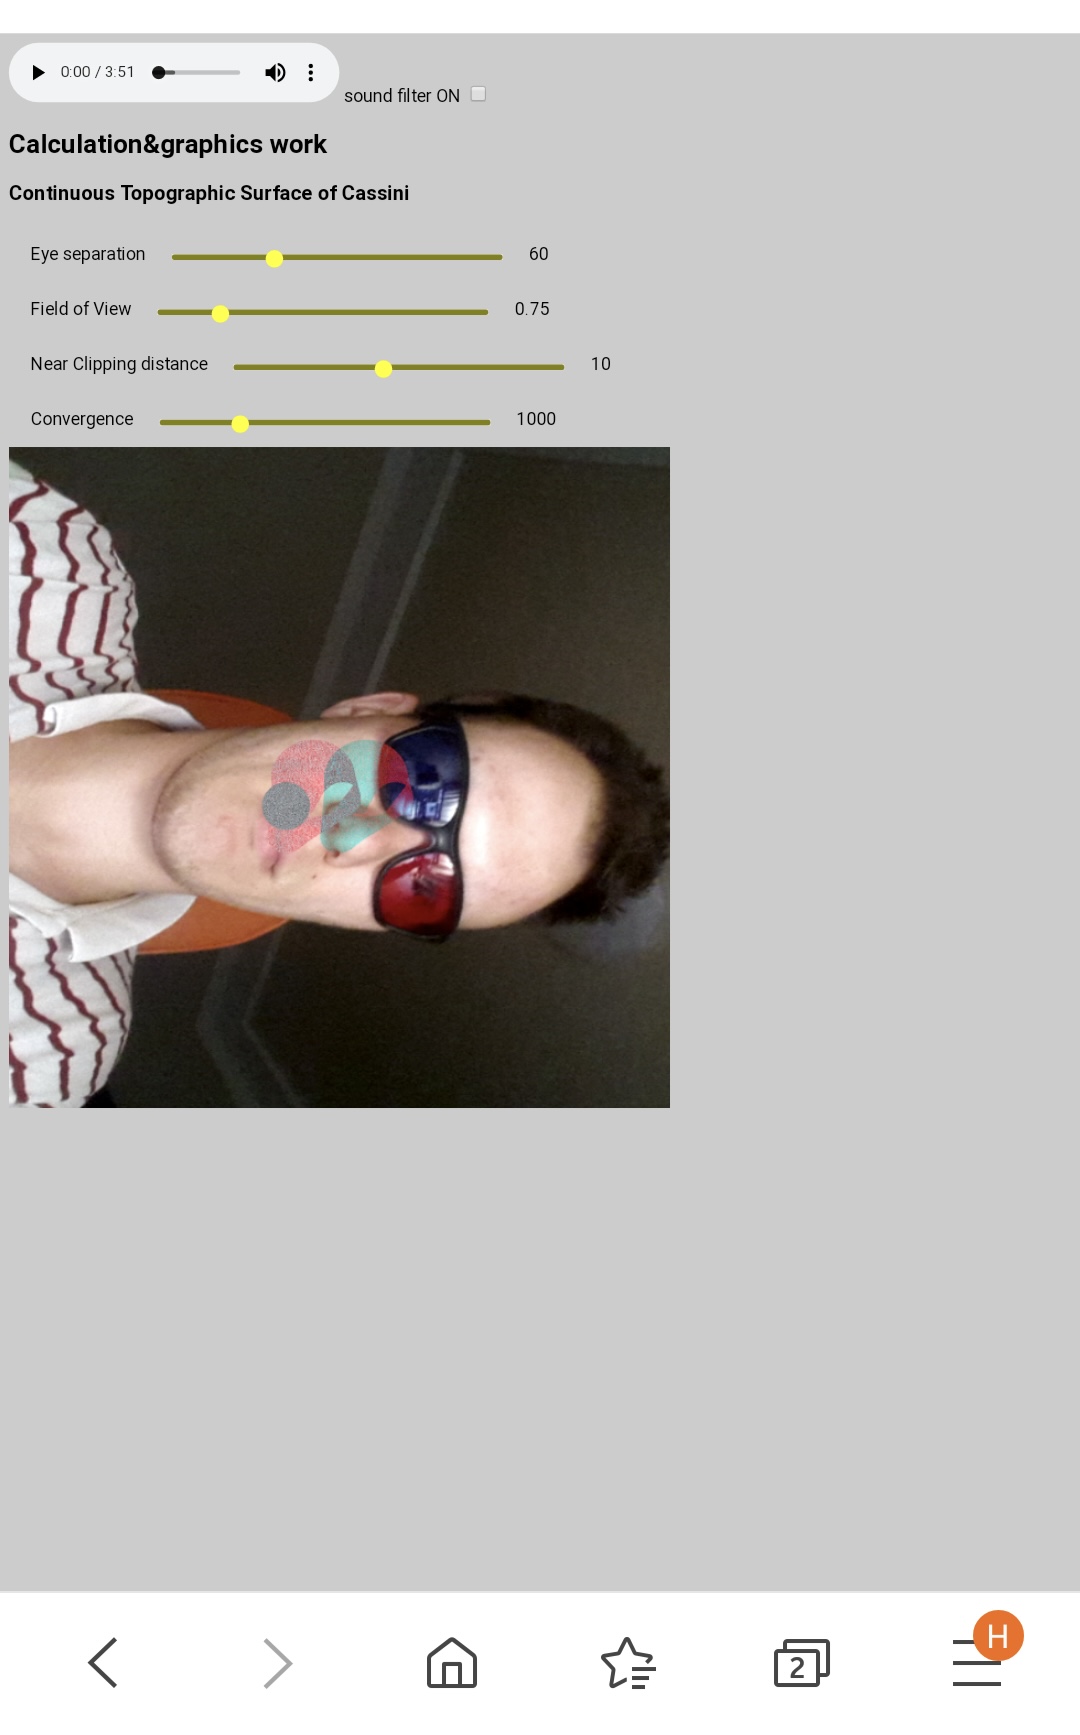 0:00 / 3:51
sound filter ON
Calculation&graphics work
Continuous Topographic Surface of Cassini
Eye separation 60
Field of View 0.75
Near Clipping distance 10
Convergence 1000
2
H